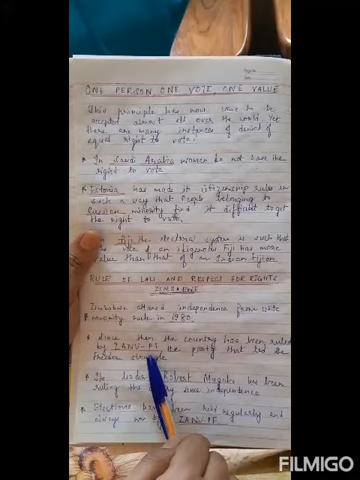 ONE PERSON, ONE VOTE, ONE VALUE
This principle has now come to be
accepted almost all over the world yet
there are many instances of denial of
equal right to vote.
In Saudi Arabia women do not have the
right to vote
Estonia has made its citizenship rules in
such a way that people belonging to
Russian minority find it difficult to get
the right to vote.
In Fiji the electoral system is such that
vote of an indigenous Fiji has more
value than that of an Indian Fijian
RULE OF LAW AND RESPECT FOR RIGHTS
ZIMBABWE
Zimbabwe attained independence from white
minority rule in 1980.
Since then the country has been ruled
by ZANU-PF, the party that led the
freedom struggle
Its leader Robert Mugabe has been
ruling the country since independence
Elections been held regularly and
always won by ZANU-PF.
FILMIGO